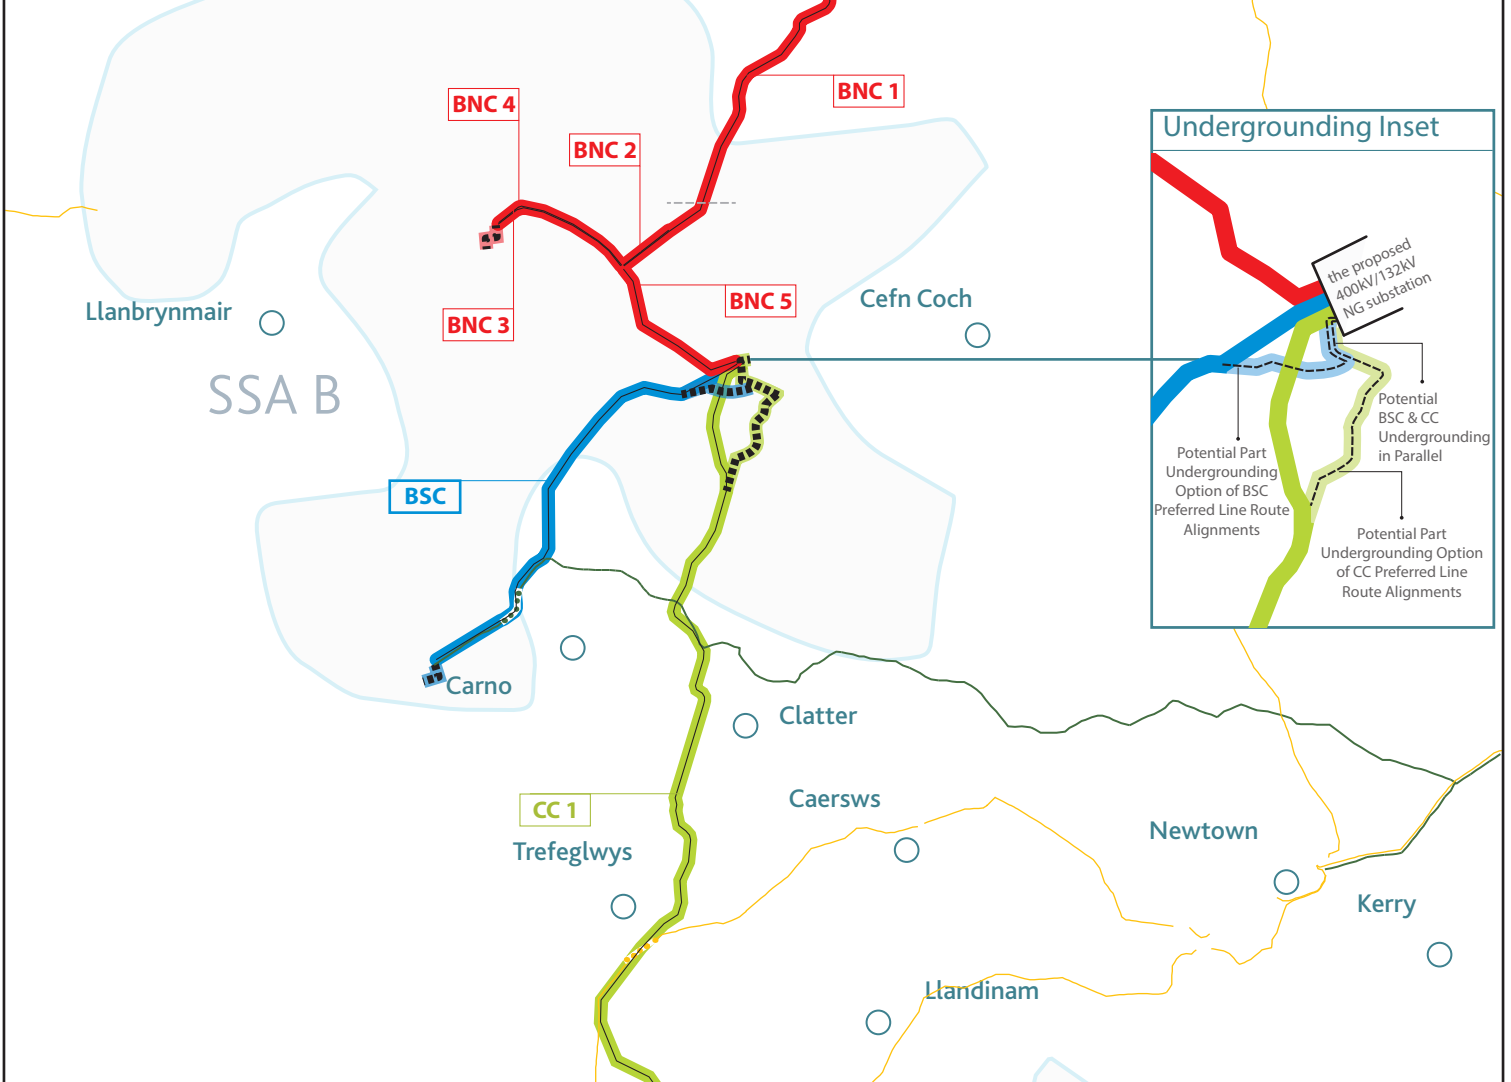 BNC 1
BNC 4
BNC 2
BNC 5
BNC 3
Cefn Coch
Llanbrynmair
SSA B
BSC
Carno
Clatter
CC 1
Caersws
Trefeglwys
Newtown
Kerry
Llandinam
Undergrounding Inset
the proposed
400kV/132kV
NG substation
Potential
BSC & CC
Undergrounding
in Parallel
Potential Part
Undergrounding
Option of BSC
Preferred Line Route
Alignments
Potential Part
Undergrounding Option
of CC Preferred Line
Route Alignments